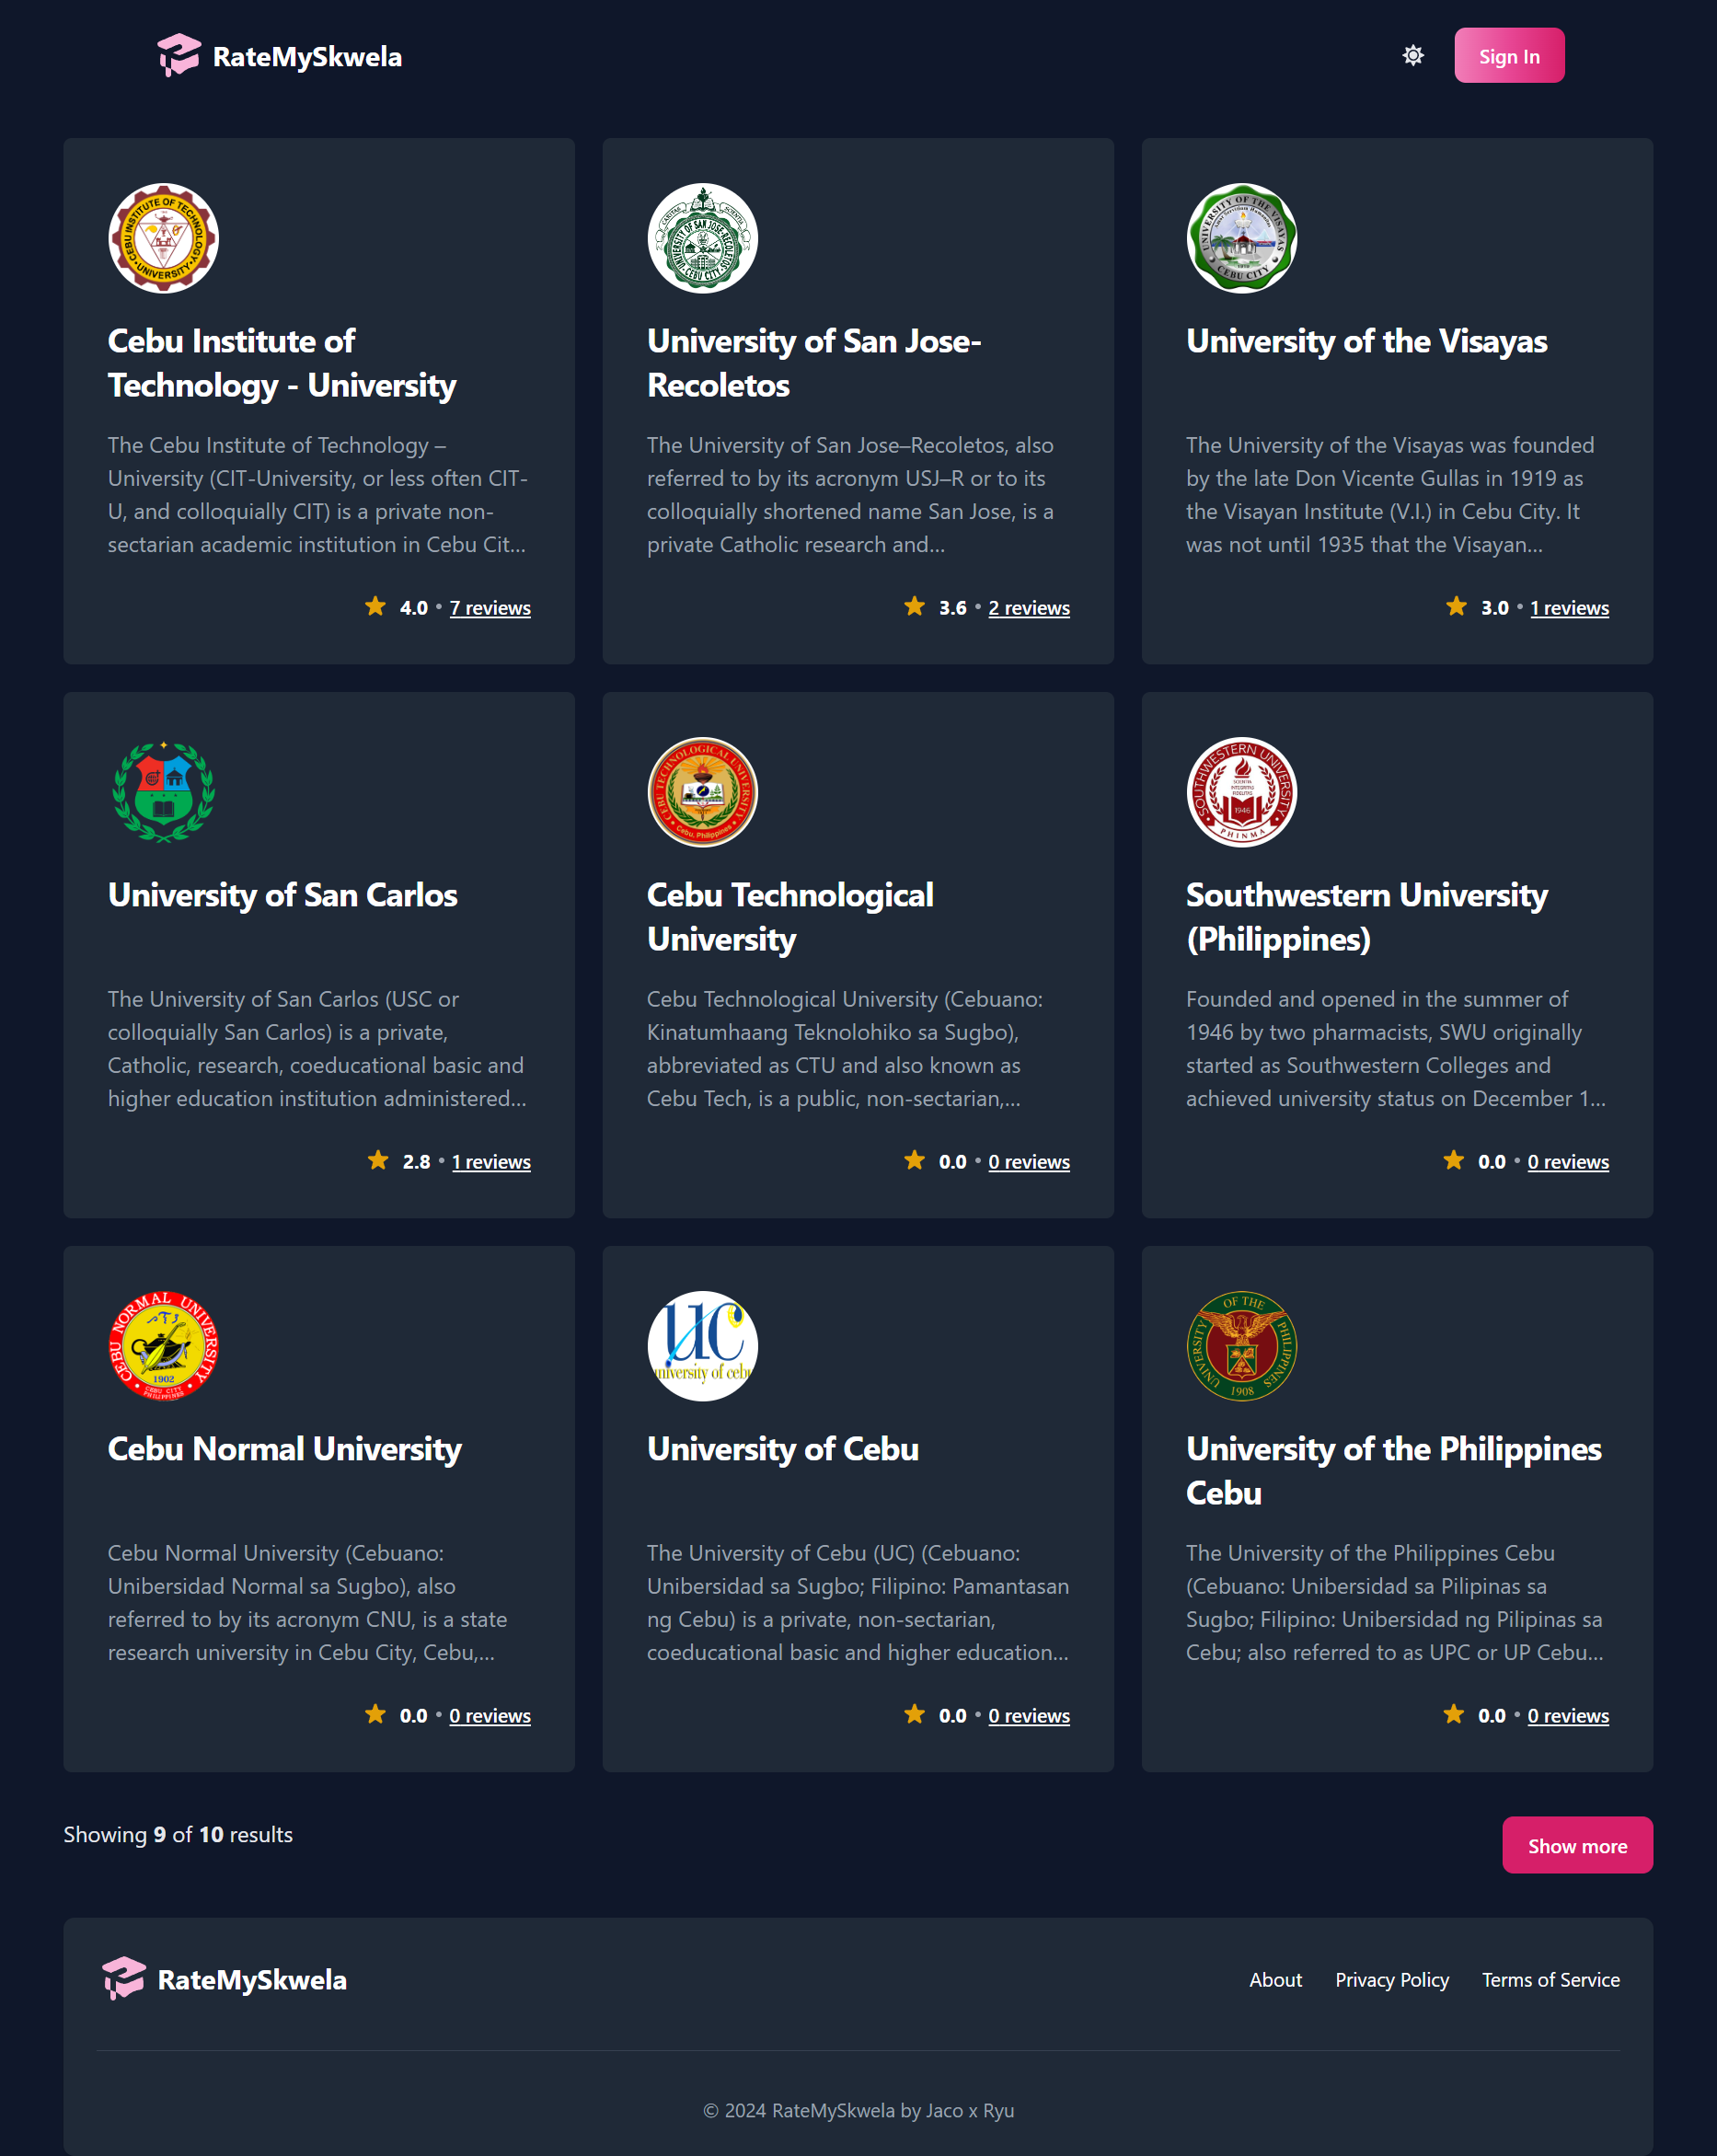 RateMySkwela
Sign In
CEBU INSTITUTE OF TECHNOLOGY
UNIVERSITY
Cebu Institute of
Technology - University
The Cebu Institute of Technology –
University (CIT-University, or less often CIT-
U, and colloquially CIT) is a private non-
sectarian academic institution in Cebu Cit...
4.0 • 7 reviews
CARITAS SCIENTIA
UNIVERSITY OF SAN JOSE-RECOLETOS
CEBU CITY
University of San Jose-
Recoletos
The University of San Jose–Recoletos, also
referred to by its acronym USJ–R or to its
colloquially shortened name San Jose, is a
private Catholic research and...
3.6 • 2 reviews
UNIVERSITY OF THE VISAYAS
CEBU CITY
University of the Visayas
The University of the Visayas was founded
by the late Don Vicente Gullas in 1919 as
the Visayan Institute (V.I.) in Cebu City. It
was not until 1935 that the Visayan...
3.0 • 1 reviews
University of San Carlos
The University of San Carlos (USC or
colloquially San Carlos) is a private,
Catholic, research, coeducational basic and
higher education institution administered...
2.8 • 1 reviews
CEBU TECHNOLOGICAL UNIVERSITY
Cebu, Philippines
Cebu Technological
University
Cebu Technological University (Cebuano:
Kinatumhaang Teknolohiko sa Sugbo),
abbreviated as CTU and also known as
Cebu Tech, is a public, non-sectarian,...
0.0 • 0 reviews
SOUTHWESTERN UNIVERSITY
1946
PHINMA
Southwestern University
(Philippines)
Founded and opened in the summer of
1946 by two pharmacists, SWU originally
started as Southwestern Colleges and
achieved university status on December 1...
0.0 • 0 reviews
CEBU NORMAL UNIVERSITY
1902
CEBU CITY
PHILIPPINES
Cebu Normal University
Cebu Normal University (Cebuano:
Unibersidad Normal sa Sugbo), also
referred to by its acronym CNU, is a state
research university in Cebu City, Cebu,...
0.0 • 0 reviews
UC
university of cebu
University of Cebu
The University of Cebu (UC) (Cebuano:
Unibersidad sa Sugbo; Filipino: Pamantasan
ng Cebu) is a private, non-sectarian,
coeducational basic and higher education...
0.0 • 0 reviews
UNIVERSITY OF THE PHILIPPINES
1908
University of the Philippines
Cebu
The University of the Philippines Cebu
(Cebuano: Unibersidad sa Pilipinas sa
Sugbo; Filipino: Unibersidad ng Pilipinas sa
Cebu; also referred to as UPC or UP Cebu...
0.0 • 0 reviews
Showing 9 of 10 results
Show more
RateMySkwela
About Privacy Policy Terms of Service
© 2024 RateMySkwela by Jaco x Ryu